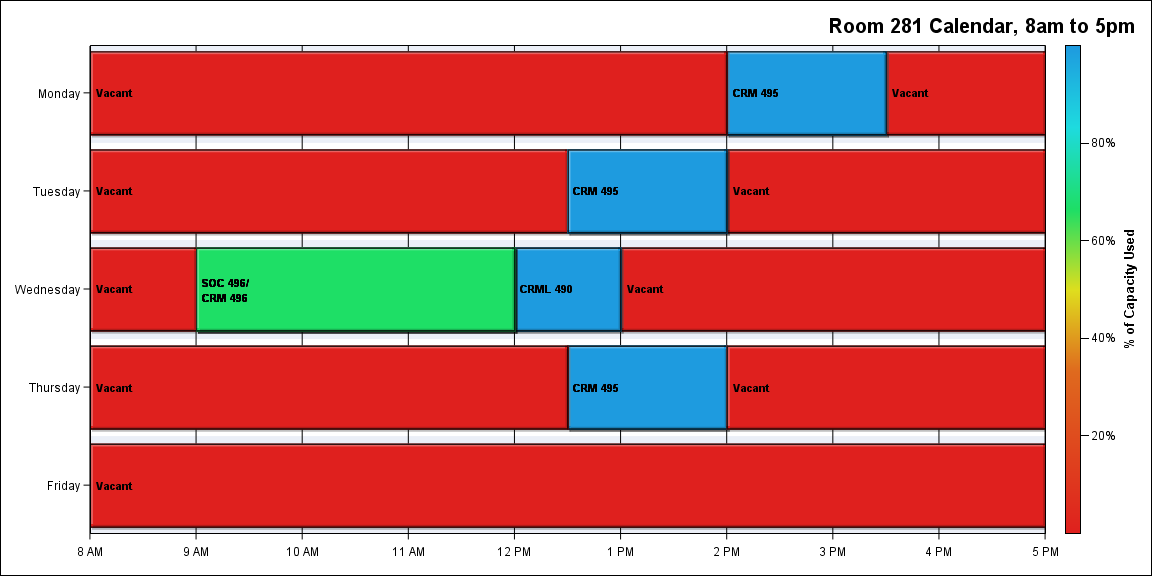 Room 281 Calendar, 8am to 5pm
Monday
Vacant
CRM 495
Vacant
Tuesday
Vacant
CRM 495
Vacant
Wednesday
Vacant
SOC 496/
CRM 496
CRML 490
Vacant
Thursday
Vacant
CRM 495
Vacant
Friday
Vacant
8 AM
9 AM
10 AM
11 AM
12 PM
1 PM
2 PM
3 PM
4 PM
5 PM
80%
60%
40%
20%
% of Capacity Used